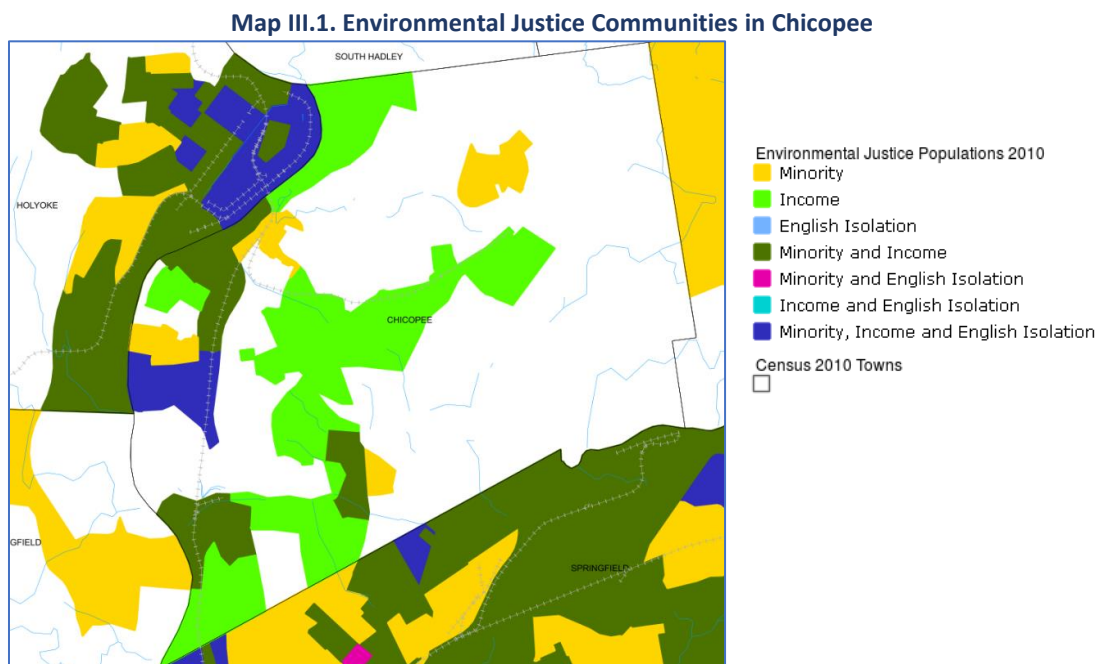 Map III.1. Environmental Justice Communities in Chicopee
SOUTH HADLEY
HOLYOKE
CHICOPEE
GFIELD
SPRINGFIELD
Environmental Justice Populations 2010
Minority
Income
English Isolation
Minority and Income
Minority and English Isolation
Income and English Isolation
Minority, Income and English Isolation
Census 2010 Towns